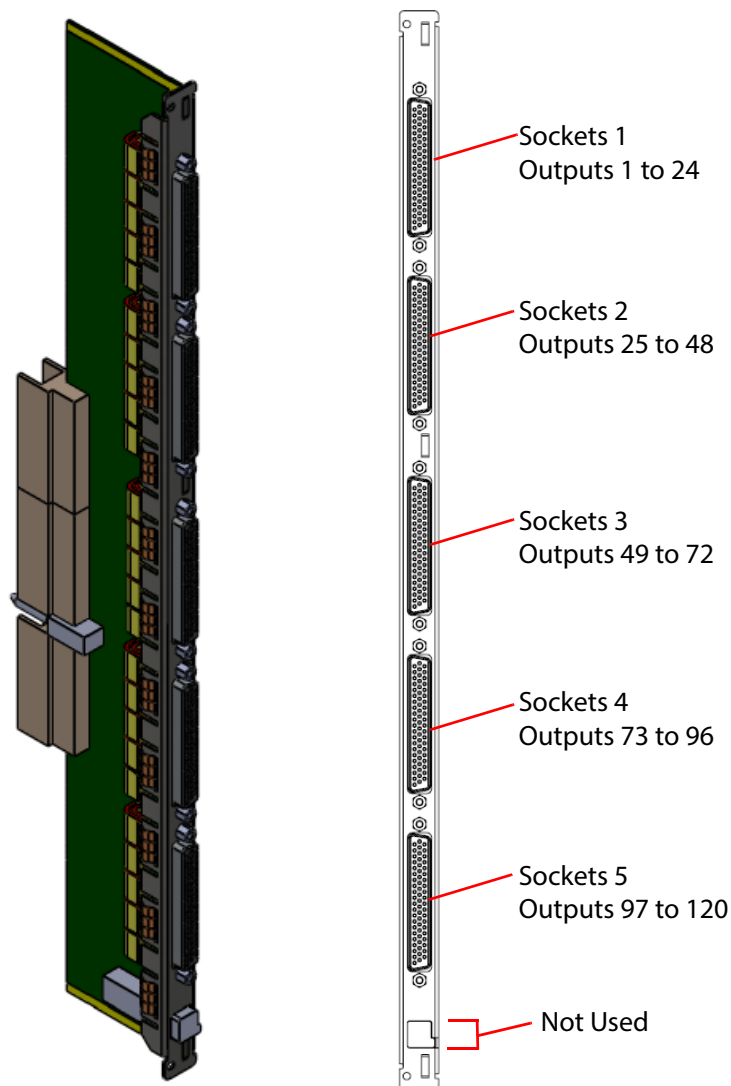 Sockets 1
Outputs 1 to 24
Sockets 2
Outputs 25 to 48
Sockets 3
Outputs 49 to 72
Sockets 4
Outputs 73 to 96
Sockets 5
Outputs 97 to 120
Not Used